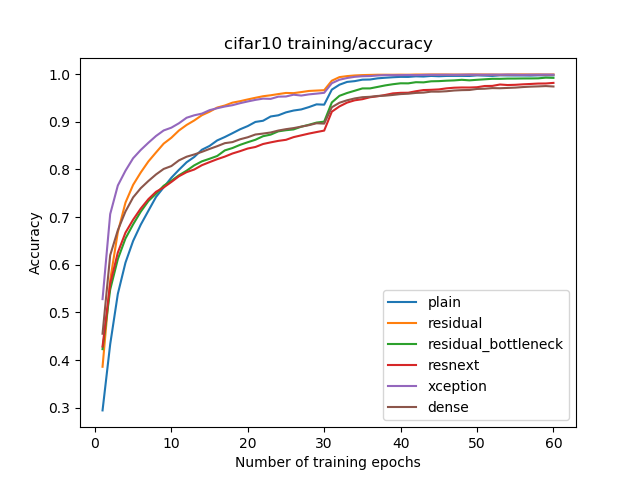 cifar10 training/accuracy
Accuracy
1.0
0.9
0.8
0.7
0.6
0.5
0.4
0.3
0
10
20
30
40
50
60
Number of training epochs
plain
residual
residual_bottleneck
resnext
xception
dense